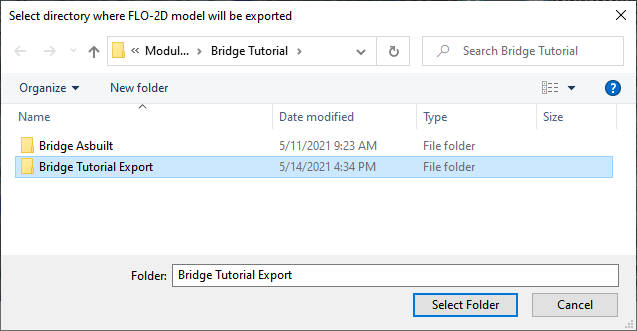 Select directory where FLO-2D model will be exported
« Modul... > Bridge Tutorial > Search Bridge Tutorial
Organize New folder ?
Name Date modified Type Size
Bridge Asbuilt 5/11/2021 9:23 AM File folder
Bridge Tutorial Export 5/14/2021 4:34 PM File folder
Folder: Bridge Tutorial Export
Select Folder Cancel